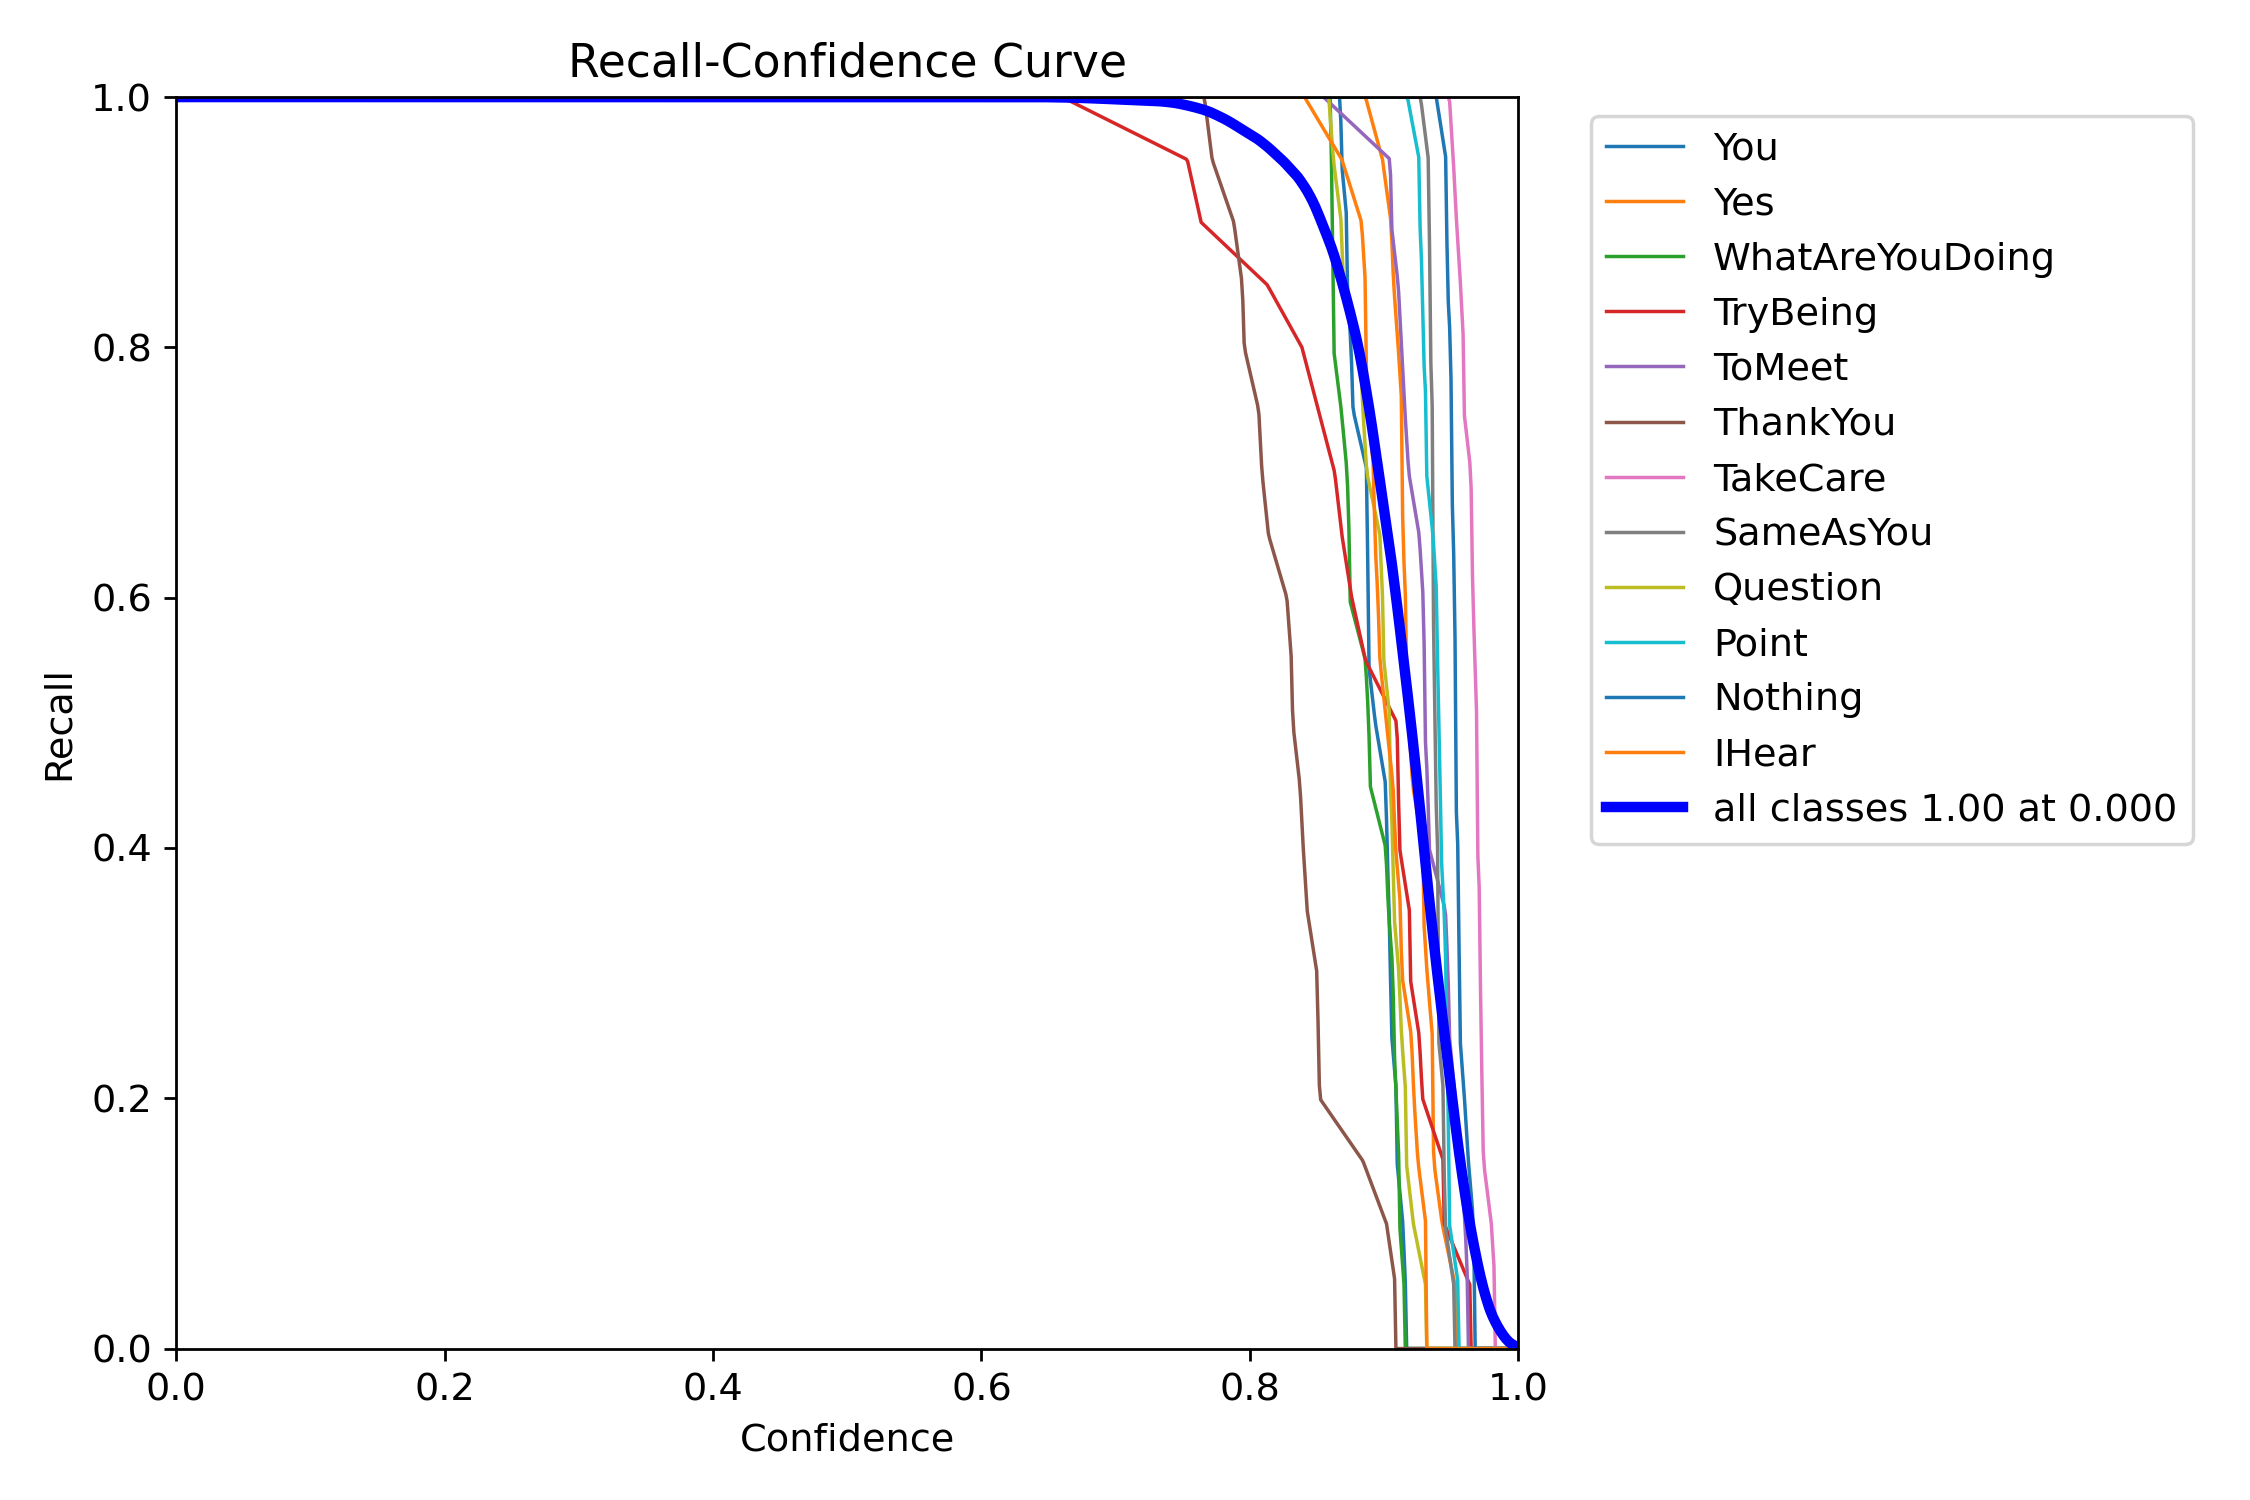 Recall-Confidence Curve
1.0
0.8
0.6
0.4
0.2
0.0
Recall
0.0 0.2 0.4 0.6 0.8 1.0
Confidence
You
Yes
WhatAreYouDoing
TryBeing
ToMeet
ThankYou
TakeCare
SameAsYou
Question
Point
Nothing
IHear
all classes 1.00 at 0.000